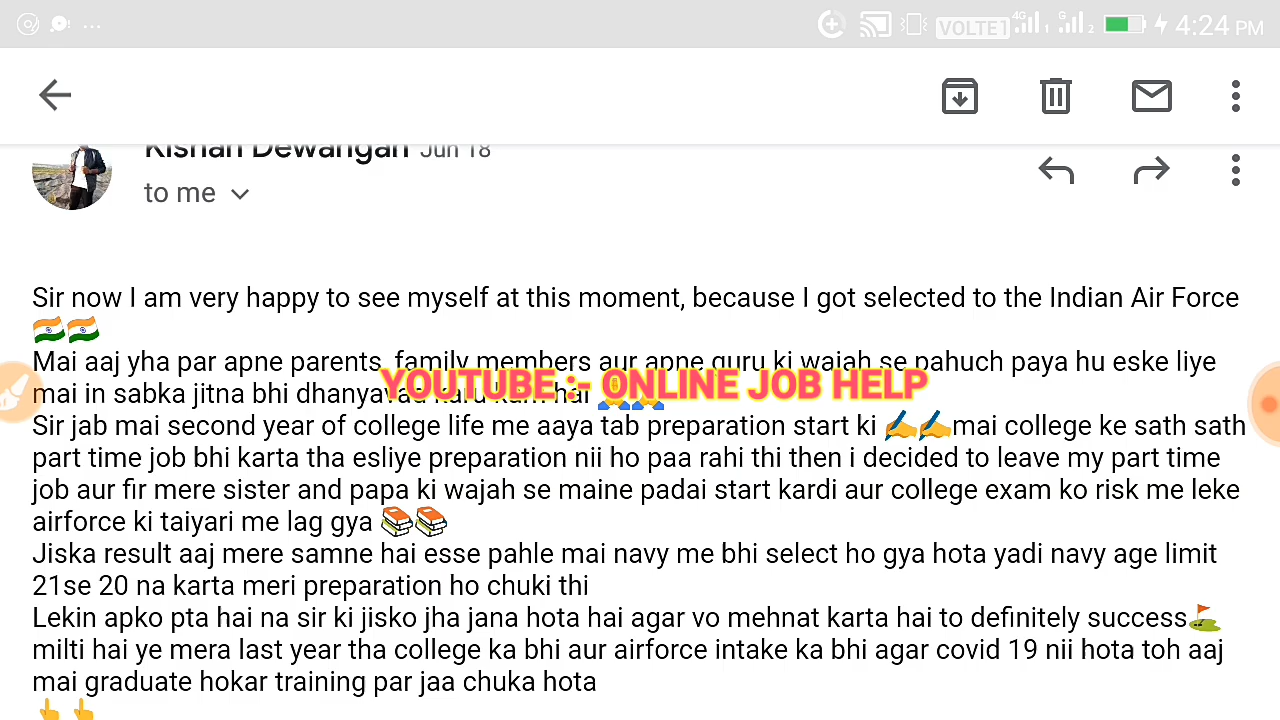 VOLTE1 4G 1 G 2 4:24 PM
Kishan Dewangan Jun 18
to me
Sir now I am very happy to see myself at this moment, because I got selected to the Indian Air Force
🇮🇳🇮🇳
Mai aaj yha par apne parents, family members aur apne guru ki wajah se pahuch paya hu eske liye
YOUTUBE :- ONLINE JOB HELP
mai in sabka jitna bhi dhanyavad karu kam hai 🙏🙏
Sir jab mai second year of college life me aaya tab preparation start ki ✍️✍️mai college ke sath sath
part time job bhi karta tha esliye preparation nii ho paa rahi thi then i decided to leave my part time
job aur fir mere sister and papa ki wajah se maine padai start kardi aur college exam ko risk me leke
airforce ki taiyari me lag gya 📚📚
Jiska result aaj mere samne hai esse pahle mai navy me bhi select ho gya hota yadi navy age limit
21se 20 na karta meri preparation ho chuki thi
Lekin apko pta hai na sir ki jisko jha jana hota hai agar vo mehnat karta hai to definitely success⛳
milti hai ye mera last year tha college ka bhi aur airforce intake ka bhi agar covid 19 nii hota toh aaj
mai graduate hokar training par jaa chuka hota
👆👆